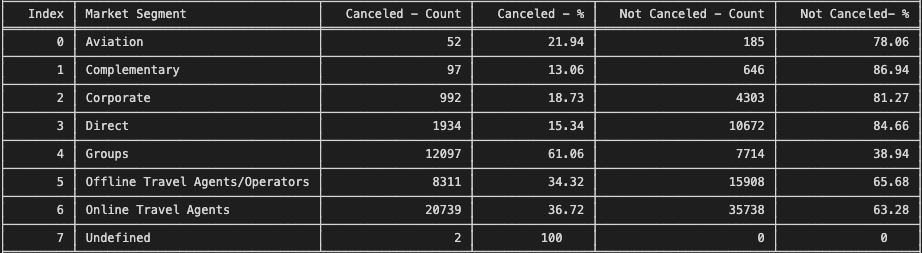 Index Market Segment Canceled – Count Canceled – % Not Canceled – Count Not Canceled– %
0 Aviation 52 21.94 185 78.06
1 Complementary 97 13.06 646 86.94
2 Corporate 992 18.73 4303 81.27
3 Direct 1934 15.34 10672 84.66
4 Groups 12097 61.06 7714 38.94
5 Offline Travel Agents/Operators 8311 34.32 15908 65.68
6 Online Travel Agents 20739 36.72 35738 63.28
7 Undefined 2 100 0 0